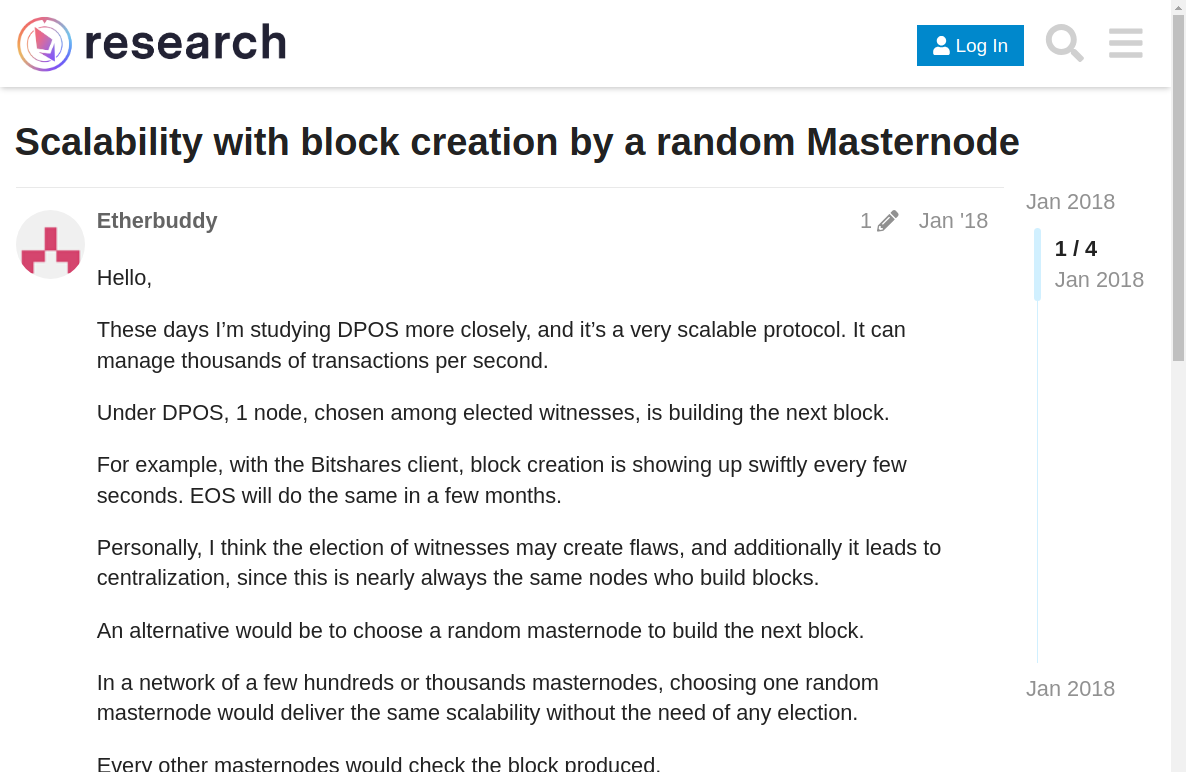 research
Log In
Scalability with block creation by a random Masternode
Etherbuddy
1
Jan '18
Hello,
These days I’m studying DPOS more closely, and it’s a very scalable protocol. It can
manage thousands of transactions per second.
Under DPOS, 1 node, chosen among elected witnesses, is building the next block.
For example, with the Bitshares client, block creation is showing up swiftly every few
seconds. EOS will do the same in a few months.
Personally, I think the election of witnesses may create flaws, and additionally it leads to
centralization, since this is nearly always the same nodes who build blocks.
An alternative would be to choose a random masternode to build the next block.
In a network of a few hundreds or thousands masternodes, choosing one random
masternode would deliver the same scalability without the need of any election.
Every other masternodes would check the block produced.
Jan 2018
1 / 4
Jan 2018
Jan 2018